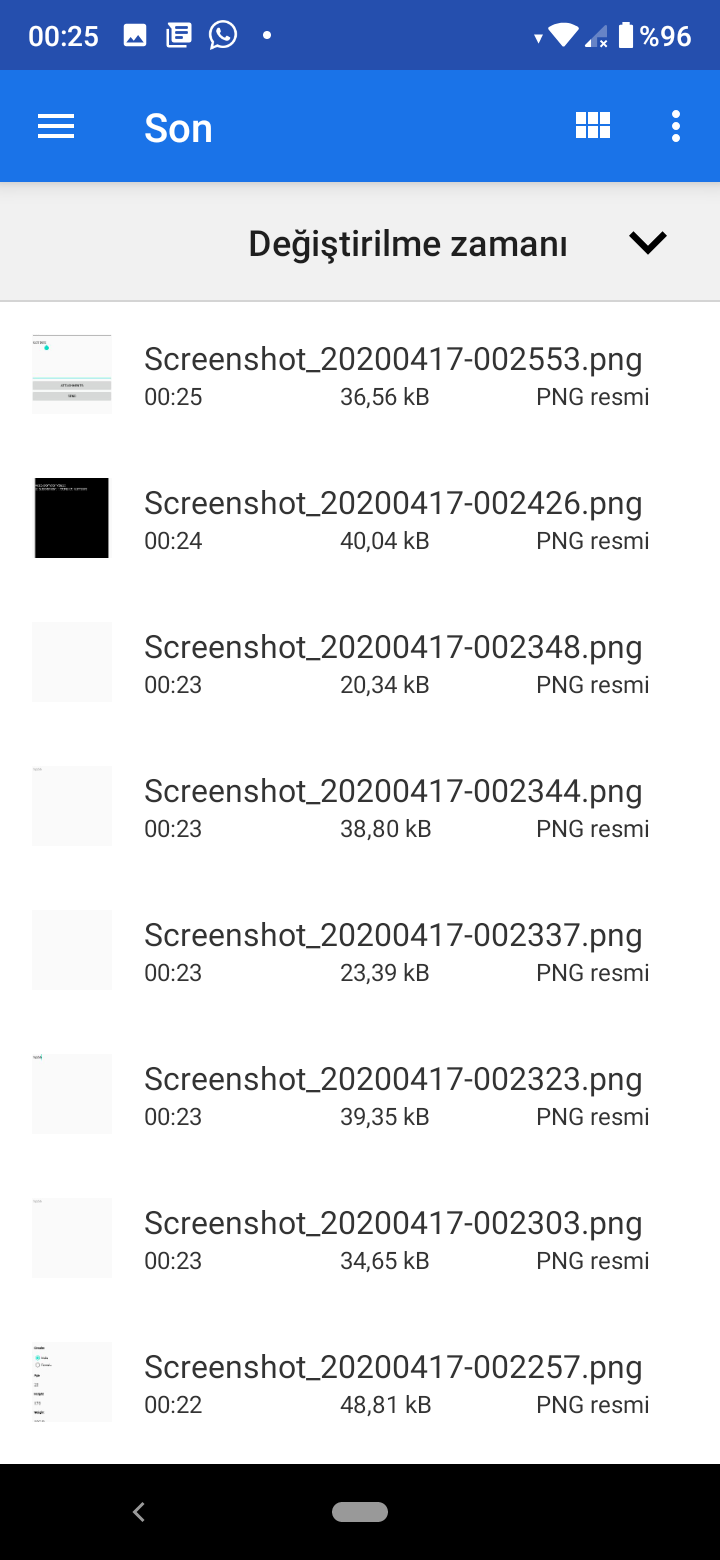 00:25 %96
Son
Değiştirilme zamanı
Screenshot_20200417-002553.png
00:25 36,56 kB PNG resmi
Screenshot_20200417-002426.png
00:24 40,04 kB PNG resmi
Screenshot_20200417-002348.png
00:23 20,34 kB PNG resmi
Screenshot_20200417-002344.png
00:23 38,80 kB PNG resmi
Screenshot_20200417-002337.png
00:23 23,39 kB PNG resmi
Screenshot_20200417-002323.png
00:23 39,35 kB PNG resmi
Screenshot_20200417-002303.png
00:23 34,65 kB PNG resmi
Screenshot_20200417-002257.png
00:22 48,81 kB PNG resmi